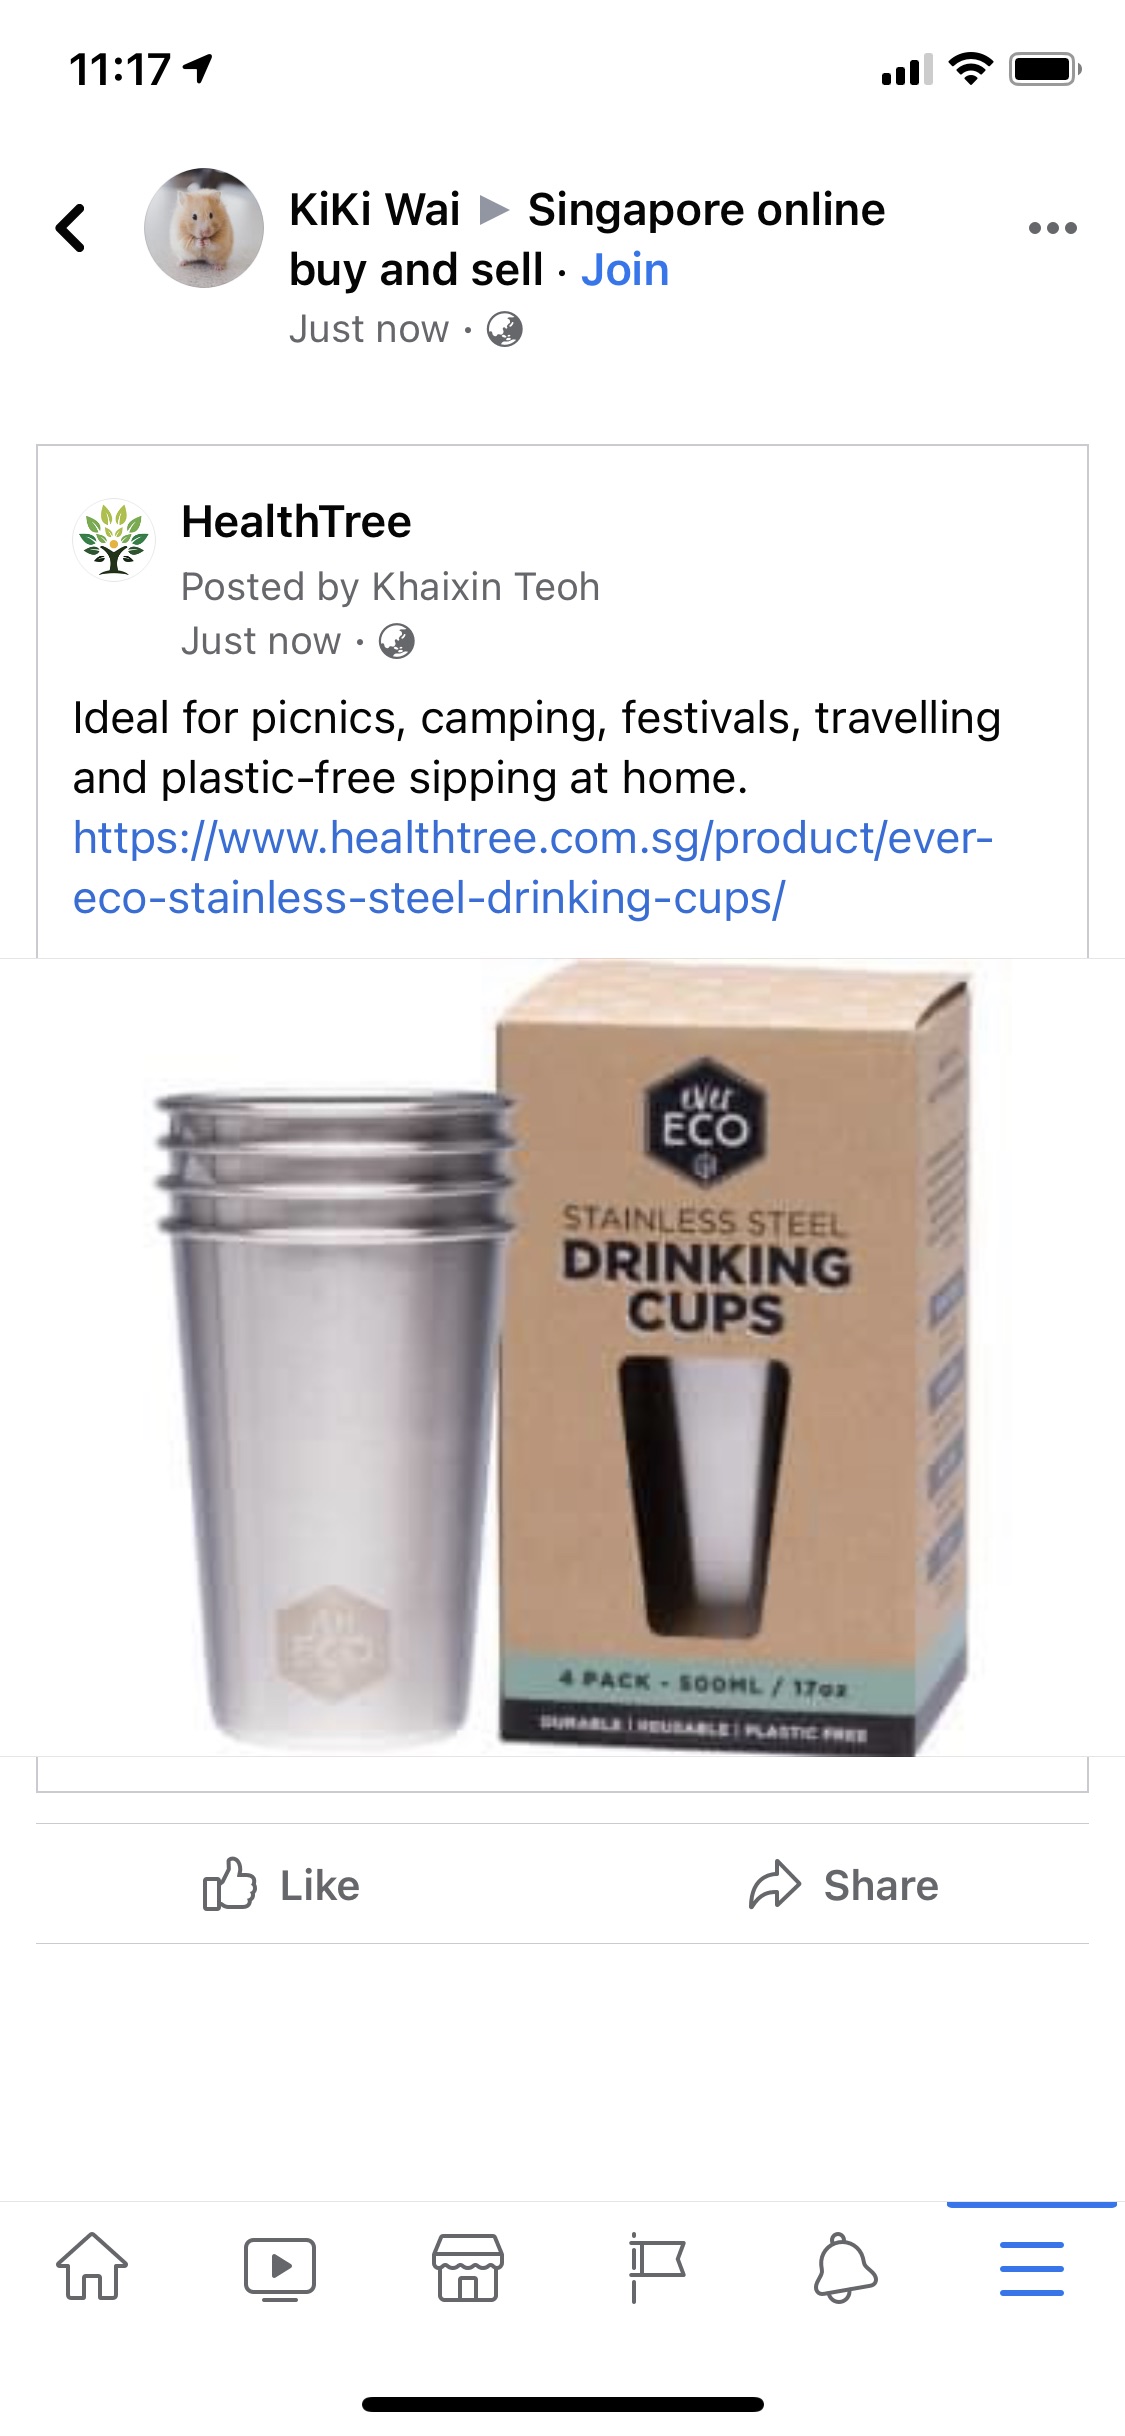 11:17
KiKi Wai ▶ Singapore online
buy and sell · Join
Just now ·
HealthTree
Posted by Khaixin Teoh
Just now ·
Ideal for picnics, camping, festivals, travelling
and plastic-free sipping at home.
https://www.healthtree.com.sg/product/ever-
eco-stainless-steel-drinking-cups/
ever
ECO
STAINLESS STEEL
DRINKING
CUPS
4 PACK - 500ML / 17oz
DURABLE | REUSABLE | PLASTIC FREE
ECO
Like
Share